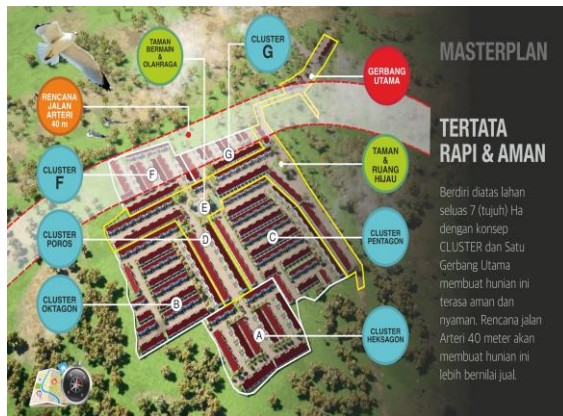 TAMAN
BERMAIN
&
OLAHRAGA
CLUSTER
G
GERBANG
UTAMA
RENCANA
JALAN
ARTERI
40 m
CLUSTER
F
CLUSTER
POROS
CLUSTER
OKTAGON
TAMAN
&
RUANG
HIJAU
CLUSTER
PENTAGON
CLUSTER
HEKSAGON
G
F
E
D
C
B
A
MASTERPLAN
TERTATA
RAPI & AMAN
Berdiri diatas lahan
seluas 7 (tujuh) Ha
dengan konsep
CLUSTER dan Satu
Gerbang Utama
membuat hunian ini
terasa aman dan
nyaman. Rencana jalan
Arteri 40 meter akan
membuat hunian ini
lebih bernilai jual.